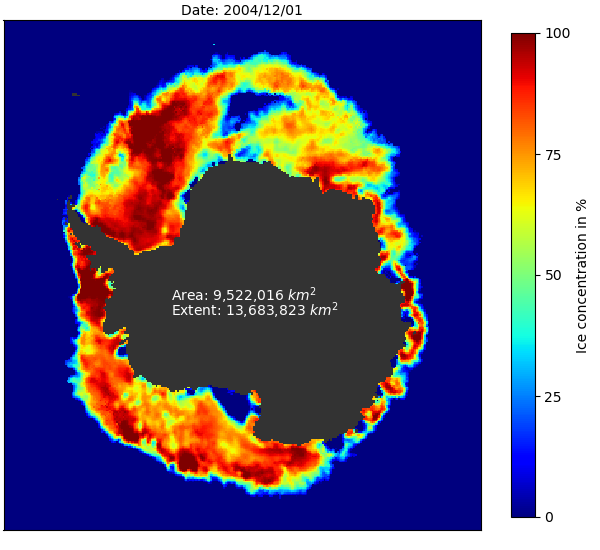 Date: 2004/12/01
100
75
50
25
0
Ice concentration in %
Area: 9,522,016 km²
Extent: 13,683,823 km²